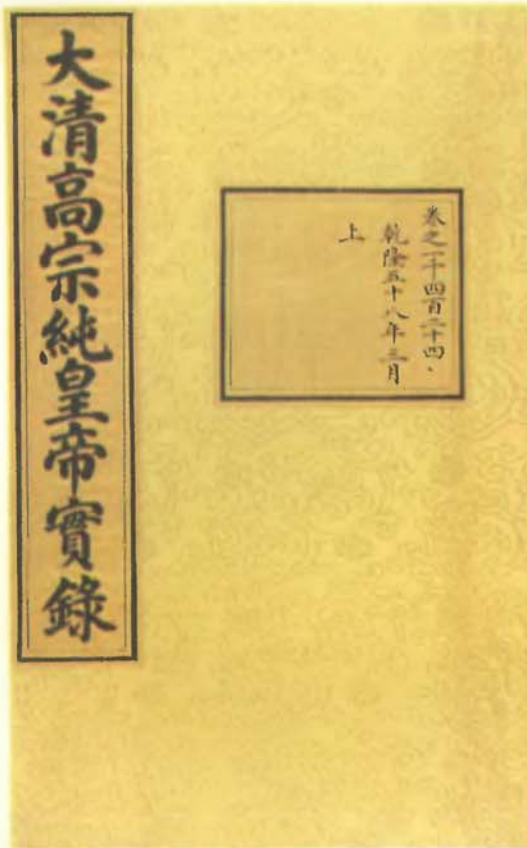 大清高宗純皇帝實錄
卷之一千四百二十四、
乾隆五十八年三月
上